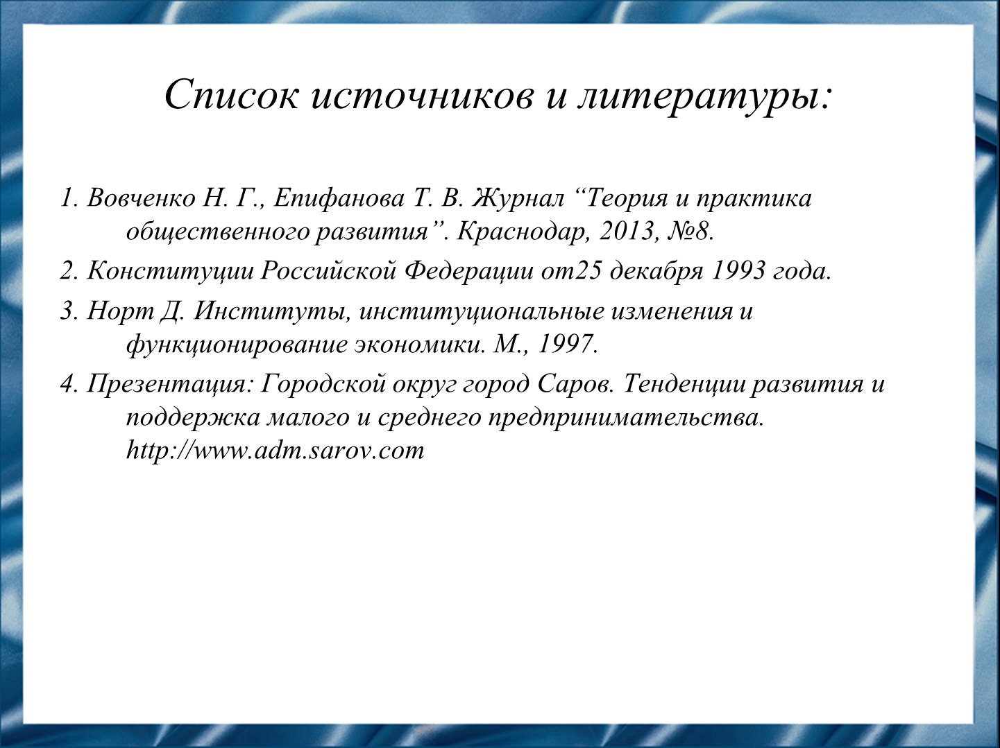 Список источников и литературы:
1. Вовченко Н. Г., Епифанова Т. В. Журнал “Теория и практика
общественного развития”. Краснодар, 2013, №8.
2. Конституции Российской Федерации от25 декабря 1993 года.
3. Норт Д. Институты, институциональные изменения и
функционирование экономики. М., 1997.
4. Презентация: Городской округ город Саров. Тенденции развития и
поддержка малого и среднего предпринимательства.
http://www.adm.sarov.com